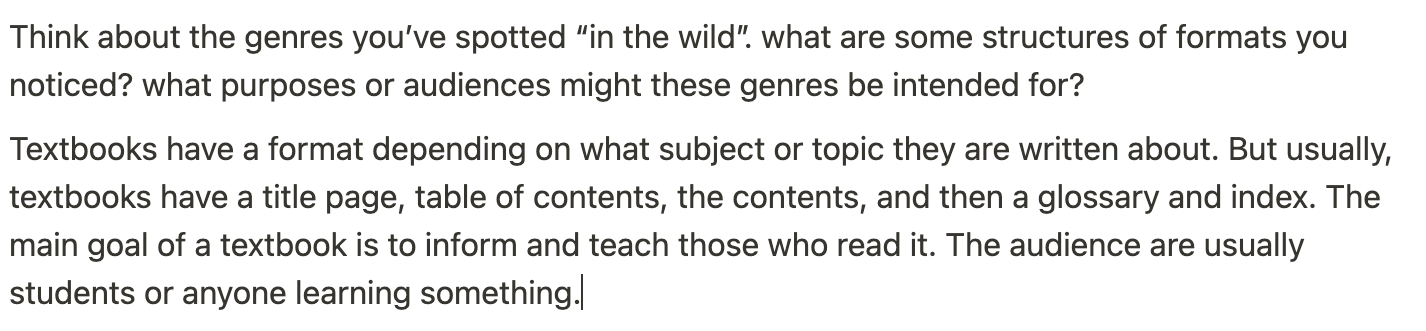 Think about the genres you’ve spotted “in the wild”. what are some structures of formats you
noticed? what purposes or audiences might these genres be intended for?
Textbooks have a format depending on what subject or topic they are written about. But usually,
textbooks have a title page, table of contents, the contents, and then a glossary and index. The
main goal of a textbook is to inform and teach those who read it. The audience are usually
students or anyone learning something.